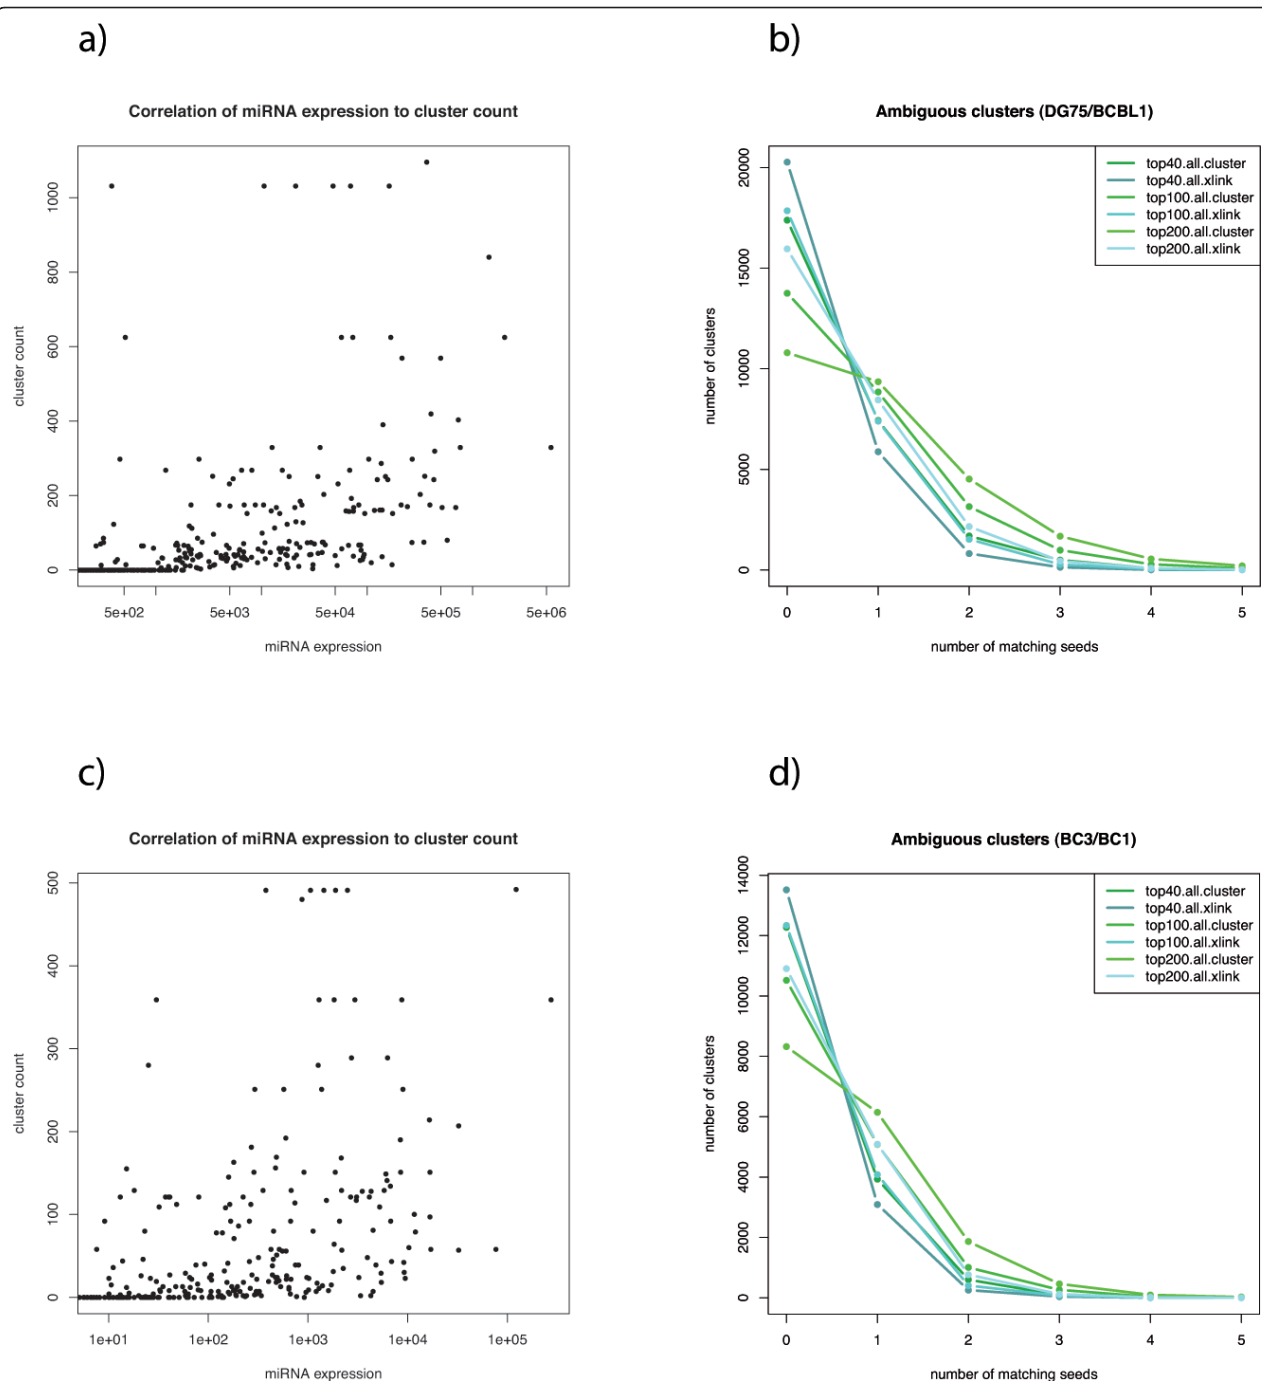 a)
Correlation of miRNA expression to cluster count
cluster count
1000
800
600
400
200
0
5e+02 5e+03 5e+04 5e+05 5e+06
miRNA expression
b)
Ambiguous clusters (DG75/BCBL1)
number of clusters
20000
15000
10000
5000
0
top40.all.cluster
top40.all.xlink
top100.all.cluster
top100.all.xlink
top200.all.cluster
top200.all.xlink
0 1 2 3 4 5
number of matching seeds
c)
Correlation of miRNA expression to cluster count
cluster count
500
400
300
200
100
0
1e+01 1e+02 1e+03 1e+04 1e+05
miRNA expression
d)
Ambiguous clusters (BC3/BC1)
number of clusters
14000
12000
10000
8000
6000
4000
2000
0
top40.all.cluster
top40.all.xlink
top100.all.cluster
top100.all.xlink
top200.all.cluster
top200.all.xlink
0 1 2 3 4 5
number of matching seeds